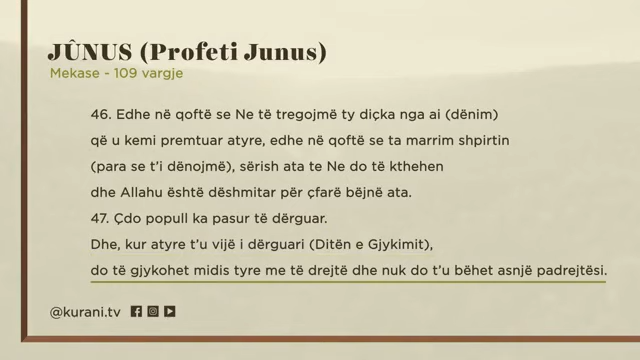 JÛNUS (Profeti Junus)
Mekase - 109 vargje
46. Edhe në qoftë se Ne të tregojmë ty diçka nga ai (dënim)
që u kemi premtuar atyre, edhe në qoftë se ta marrim shpirtin
(para se t'i dënojmë), sërish ata te Ne do të kthehen
dhe Allahu është dëshmitar për çfarë bëjnë ata.
47. Çdo popull ka pasur të dërguar.
Dhe, kur atyre t'u vijë i dërguari (Ditën e Gjykimit),
do të gjykohet midis tyre me të drejtë dhe nuk do t'u bëhet asnjë padrejtësi.
@kurani.tv